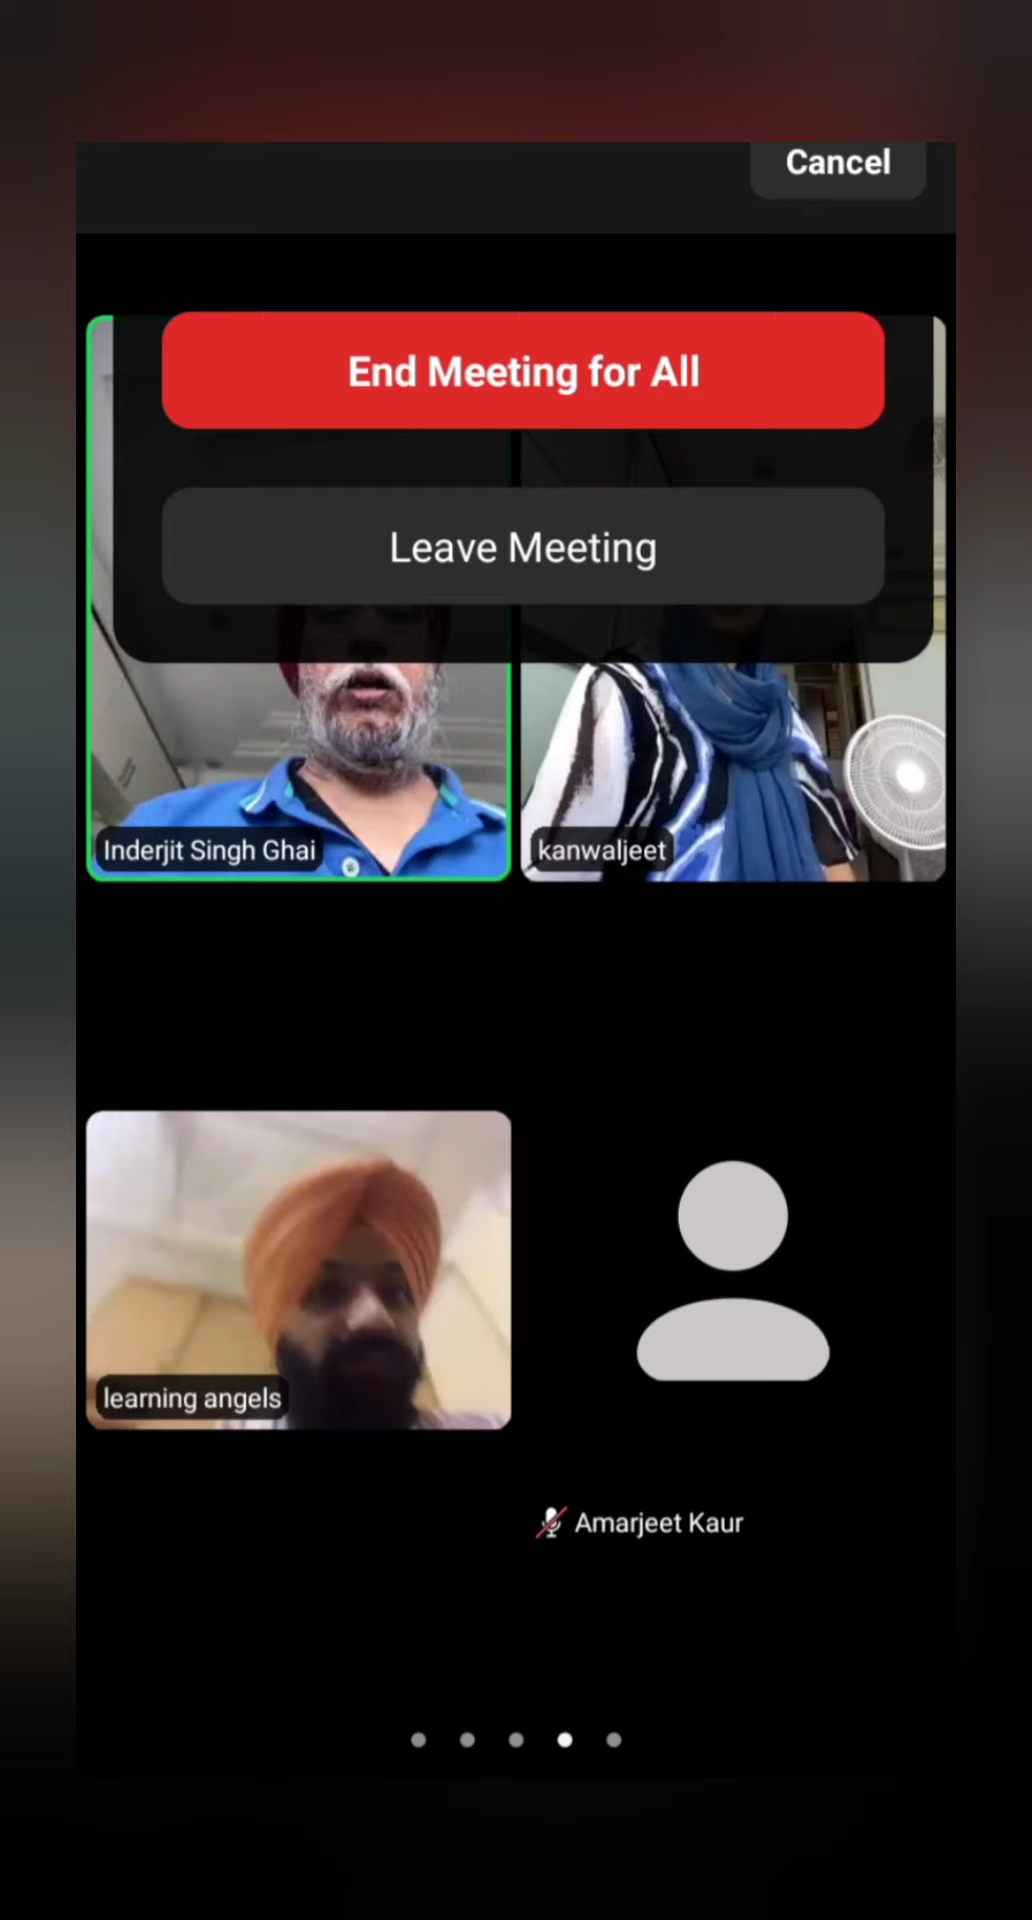 Cancel
End Meeting for All
Leave Meeting
Inderjit Singh Ghai
kanwaljeet
learning angels
Amarjeet Kaur